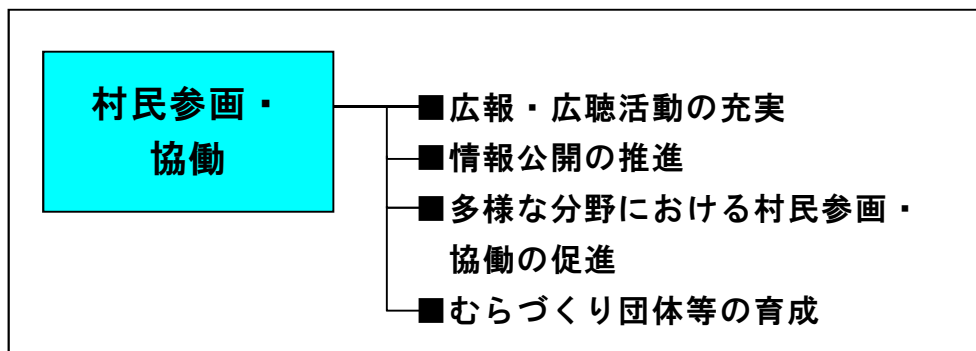 村民参画・
協働
■広報・広聴活動の充実
■情報公開の推進
■多様な分野における村民参画・
協働の促進
■むらづくり団体等の育成